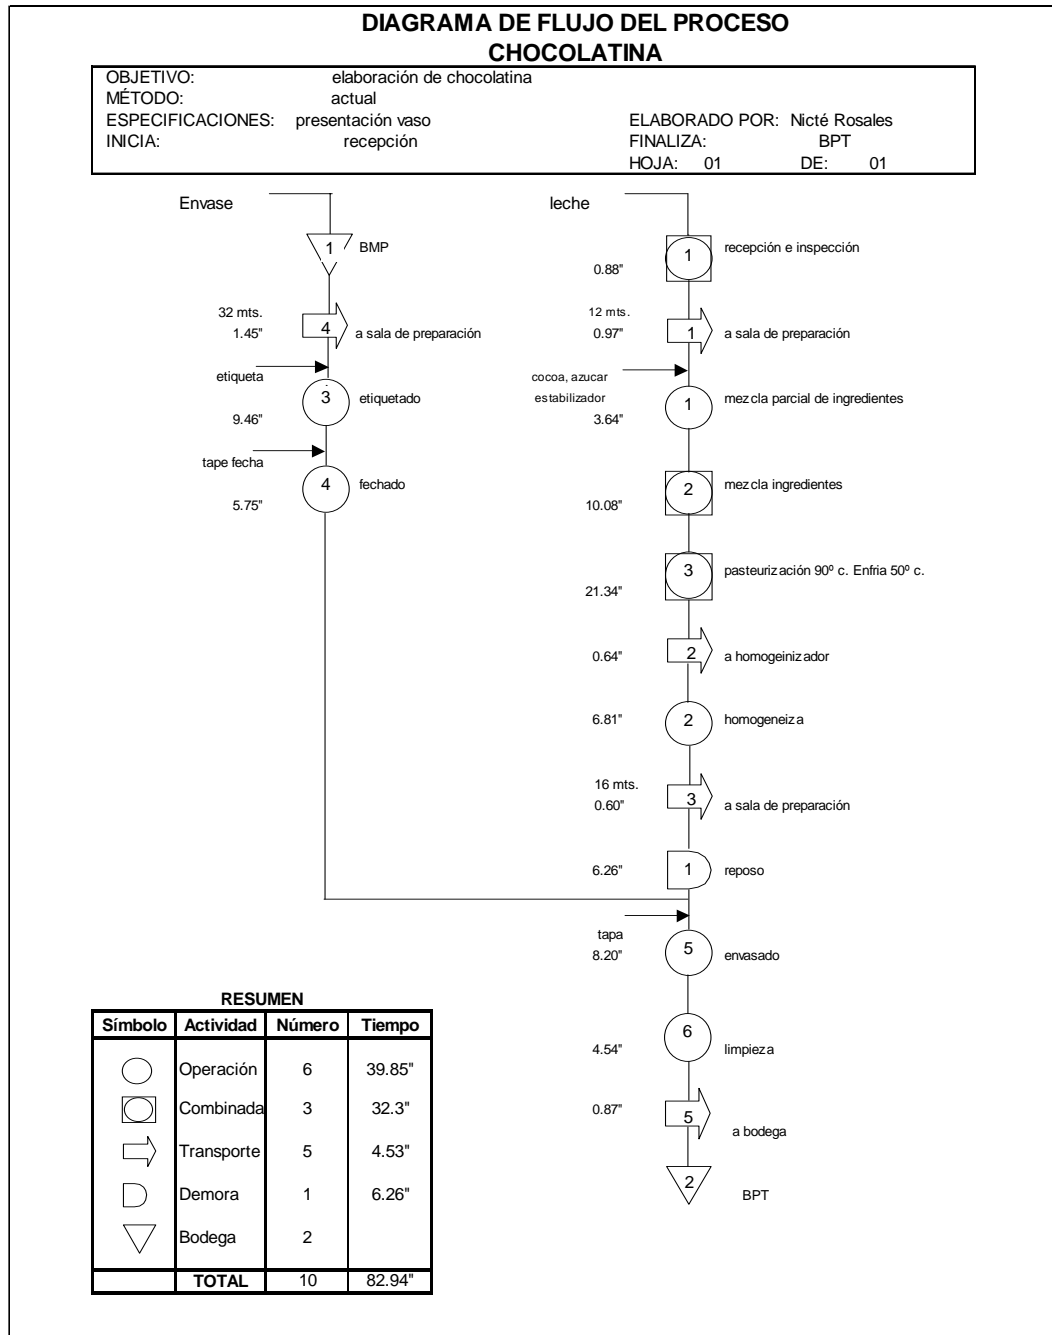 DIAGRAMA DE FLUJO DEL PROCESO
CHOCOLATINA
OBJETIVO: elaboración de chocolatina
MÉTODO: actual
ESPECIFICACIONES: presentación vaso ELABORADO POR: Nicté Rosales
INICIA: recepción FINALIZA: BPT
HOJA: 01 DE: 01
Envase
1 BMP
32 mts.
1.45" 4 a sala de preparación
etiqueta
3 etiquetado
9.46"
tape fecha
4 fechado
5.75"
leche
1 recepción e inspección
0.88"
12 mts.
0.97" 1 a sala de preparación
cocoa, azucar
estabilizador
1 mezcla parcial de ingredientes
3.64"
2 mezcla ingredientes
10.08"
3 pasteurización 90º c. Enfria 50º c.
21.34"
0.64" 2 a homogeinizador
6.81" 2 homogeneiza
16 mts.
0.60" 3 a sala de preparación
6.26" 1 reposo
tapa
8.20" 5 envasado
6
4.54" limpieza
0.87" 5 a bodega
2 BPT
RESUMEN
Símbolo Actividad Número Tiempo
Operación 6 39.85"
Combinada 3 32.3"
Transporte 5 4.53"
Demora 1 6.26"
Bodega 2
TOTAL 10 82.94"